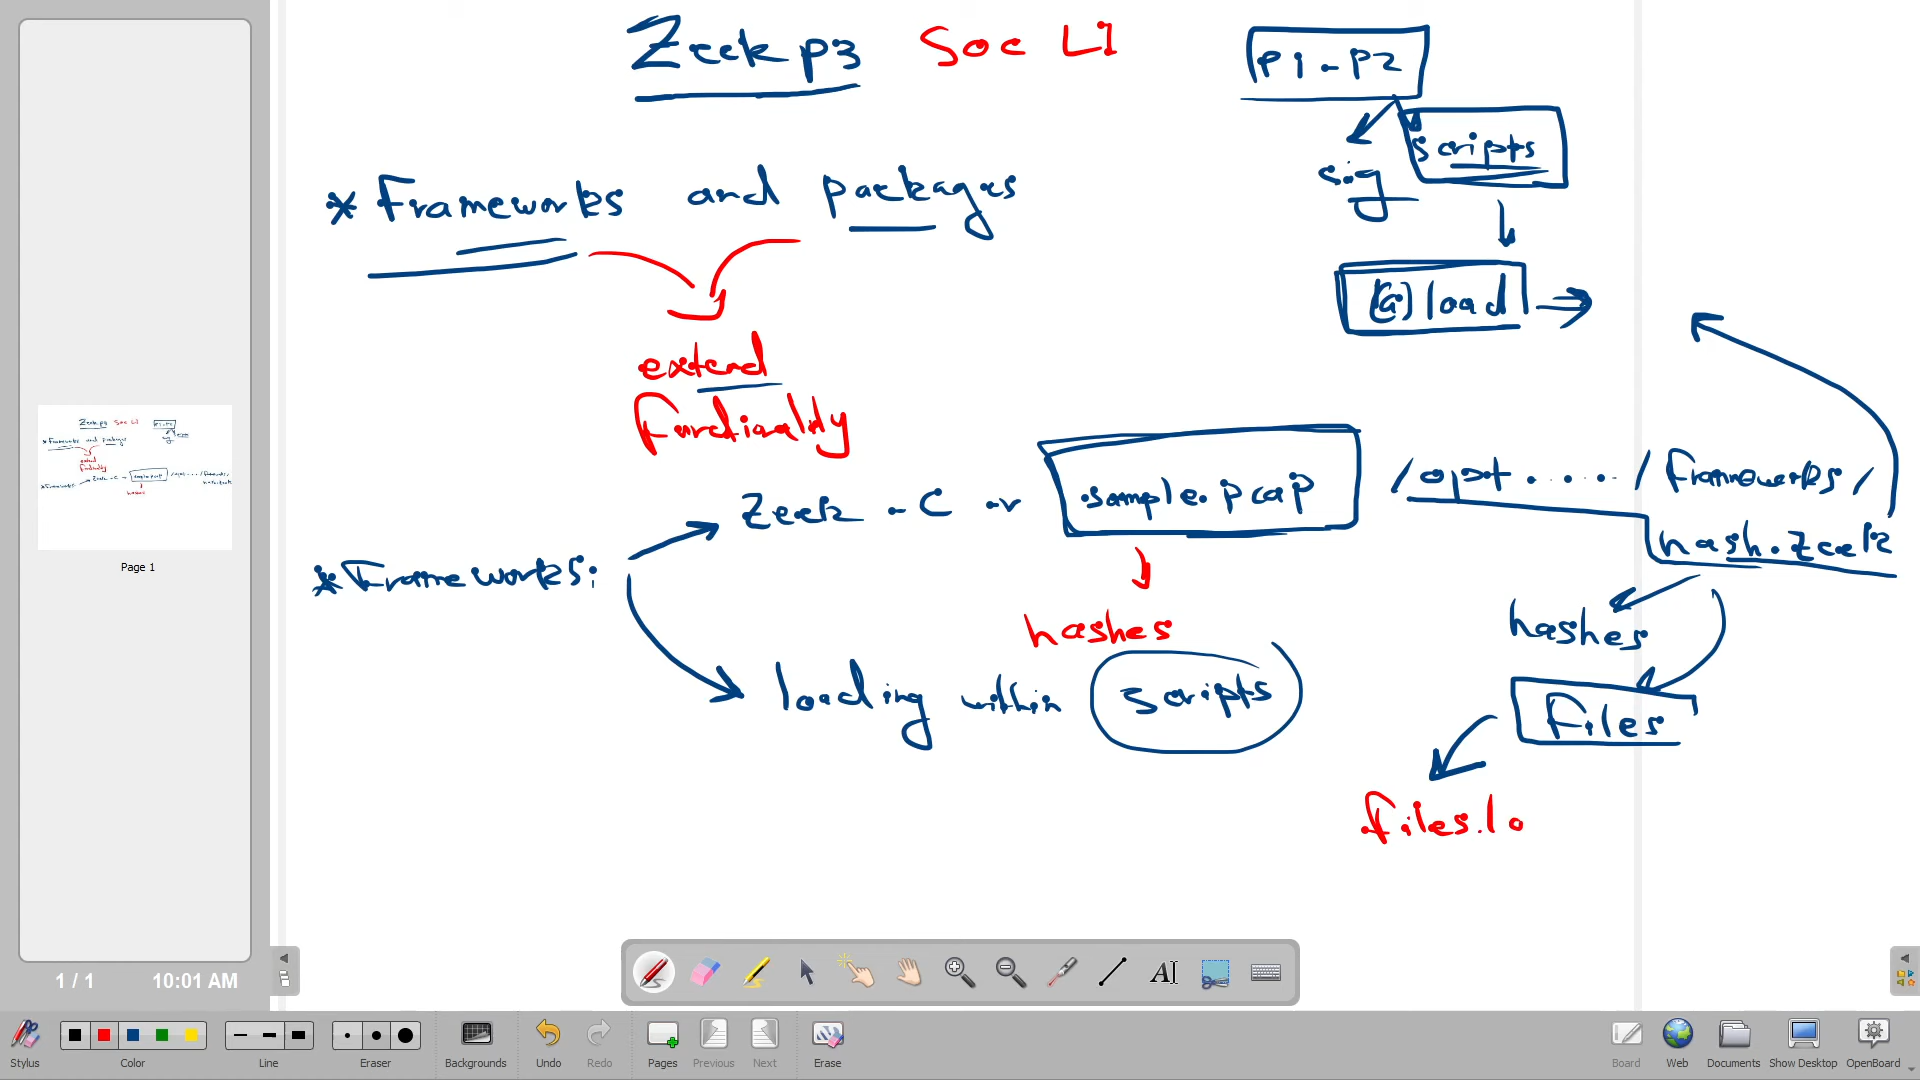 Zeek p3 Soc L1
p1-p2
scripts
sig
* Frameworks and packages
@load
extend
Functionality
Zeek -C -r sample.pcap /opt...../frameworks/
hash.Zeek
* Frameworks:
hashes
hashes
loading within scripts
Files
files.lo
Page 1
1 / 1 10:01 AM
Stylus Color Line Eraser Backgrounds Undo Redo Pages Previous Next Erase Board Web Documents Show Desktop OpenBoard